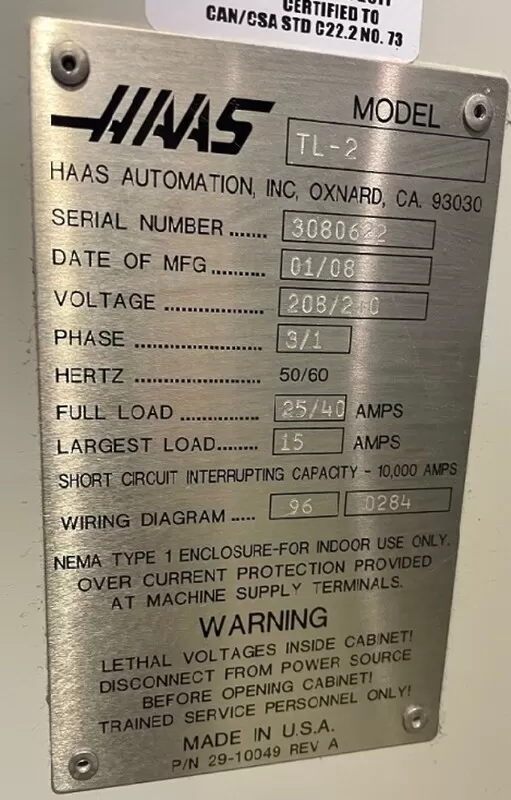 CERTIFIED TO
CAN/CSA STD C22.2 NO. 73
HAAS
MODEL
TL-2
HAAS AUTOMATION, INC, OXNARD, CA. 93030
SERIAL NUMBER ....... 3080622
DATE OF MFG .......... 01/08
VOLTAGE .................... 208/240
PHASE ......................... 3/1
HERTZ ......................... 50/60
FULL LOAD ................ 25/40 AMPS
LARGEST LOAD........ 15 AMPS
SHORT CIRCUIT INTERRUPTING CAPACITY - 10,000 AMPS
WIRING DIAGRAM ..... 96 0284
NEMA TYPE 1 ENCLOSURE-FOR INDOOR USE ONLY.
OVER CURRENT PROTECTION PROVIDED
AT MACHINE SUPPLY TERMINALS.
WARNING
LETHAL VOLTAGES INSIDE CABINET!
DISCONNECT FROM POWER SOURCE
BEFORE OPENING CABINET!
TRAINED SERVICE PERSONNEL ONLY!
MADE IN U.S.A.
P/N 29-10049 REV A